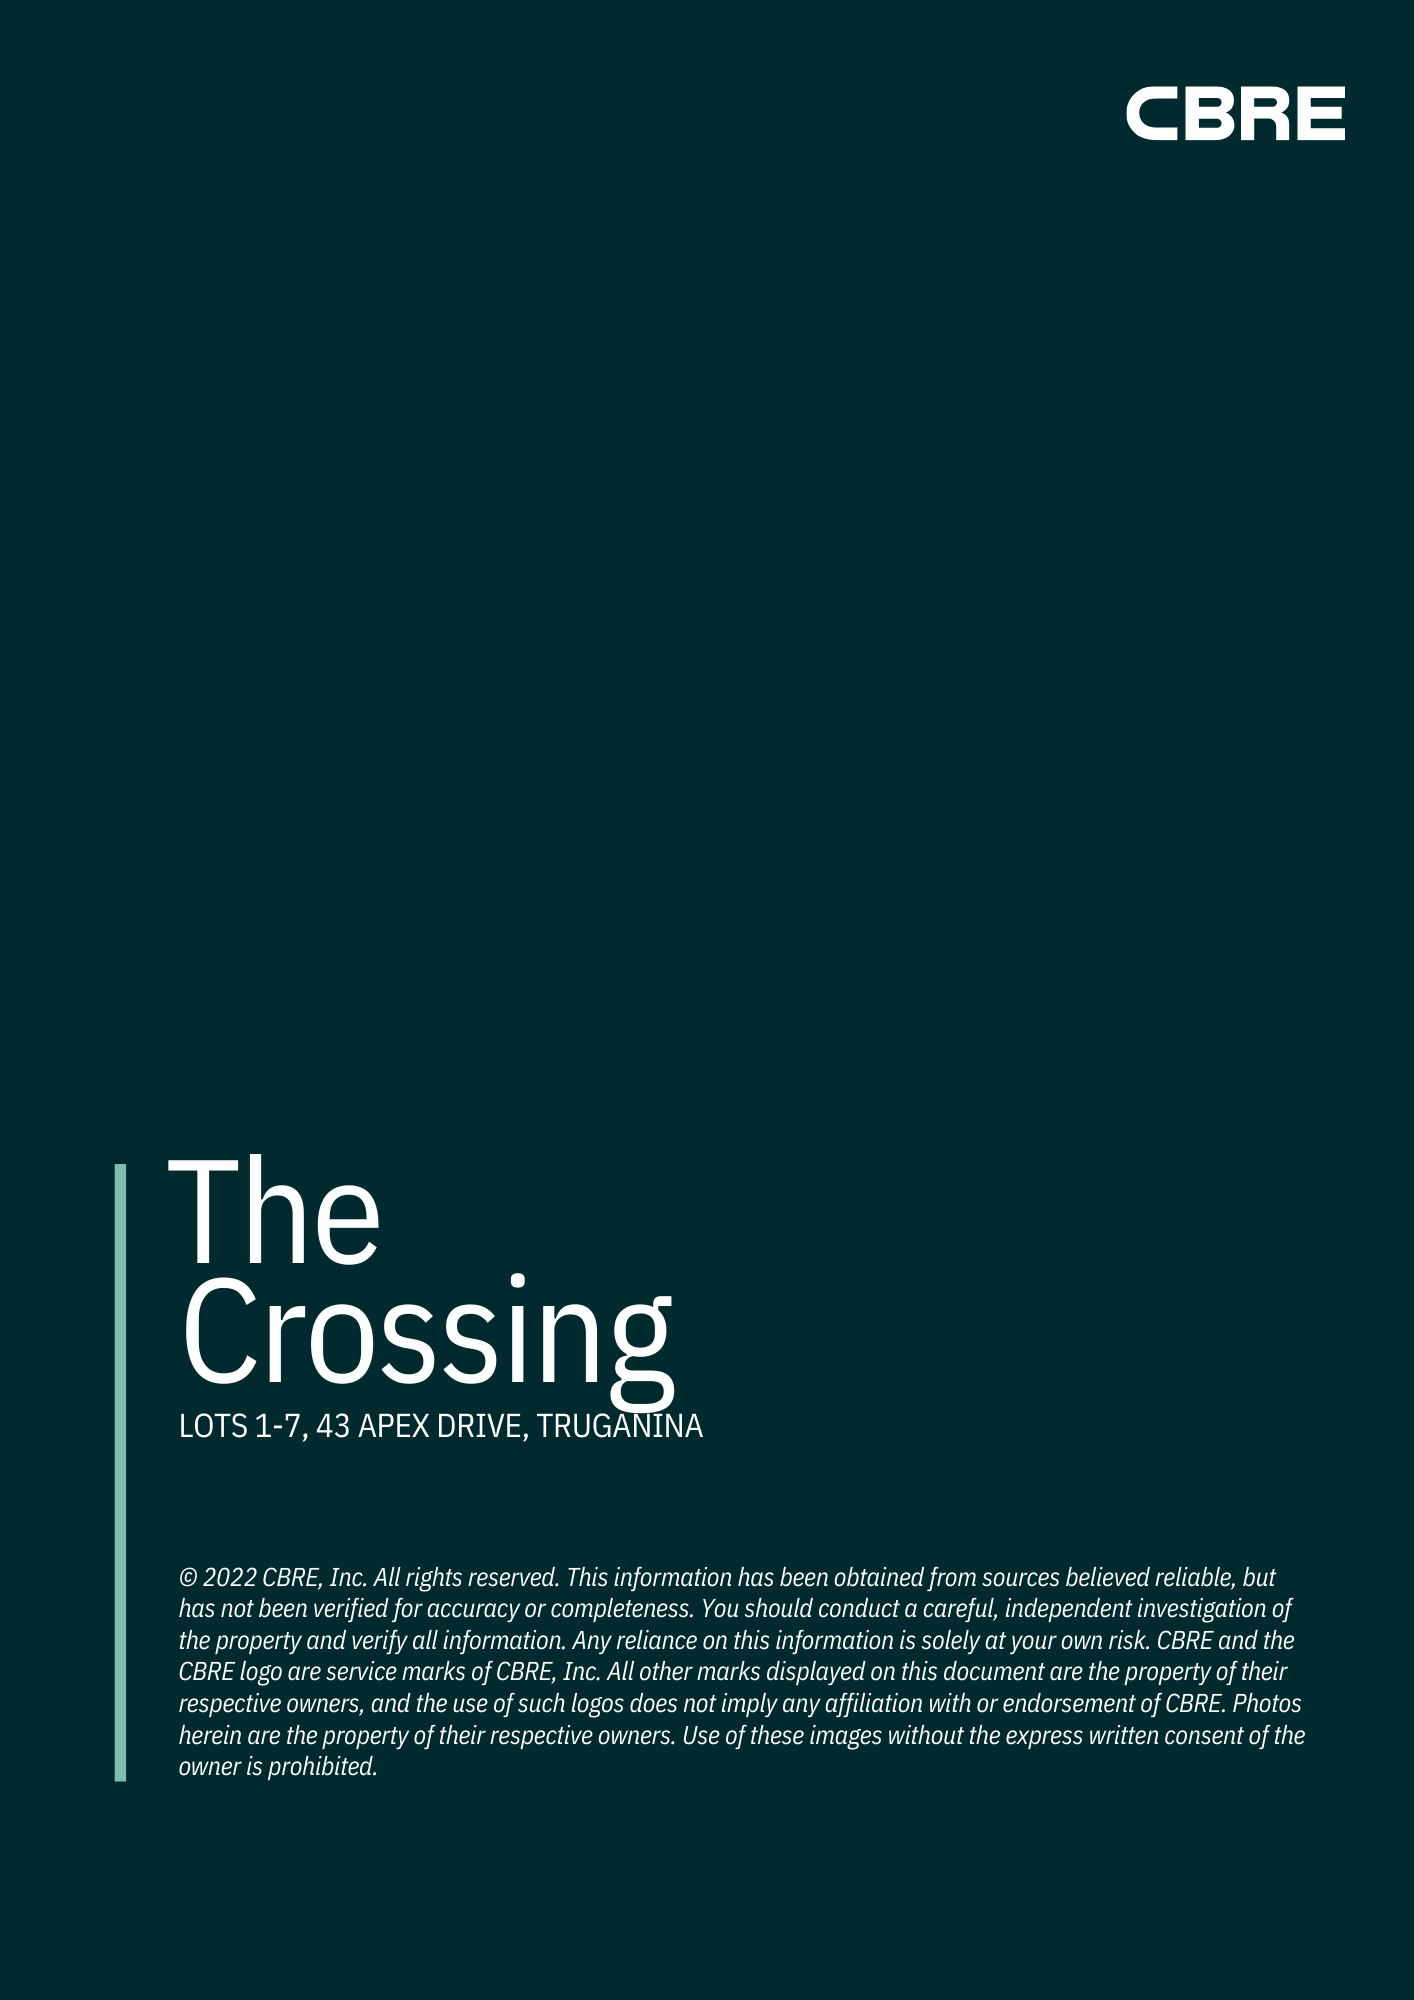 CBRE
The
Crossing
LOTS 1-7, 43 APEX DRIVE, TRUGANINA
© 2022 CBRE, Inc. All rights reserved. This information has been obtained from sources believed reliable, but
has not been verified for accuracy or completeness. You should conduct a careful, independent investigation of
the property and verify all information. Any reliance on this information is solely at your own risk. CBRE and the
CBRE logo are service marks of CBRE, Inc. All other marks displayed on this document are the property of their
respective owners, and the use of such logos does not imply any affiliation with or endorsement of CBRE. Photos
herein are the property of their respective owners. Use of these images without the express written consent of the
owner is prohibited.